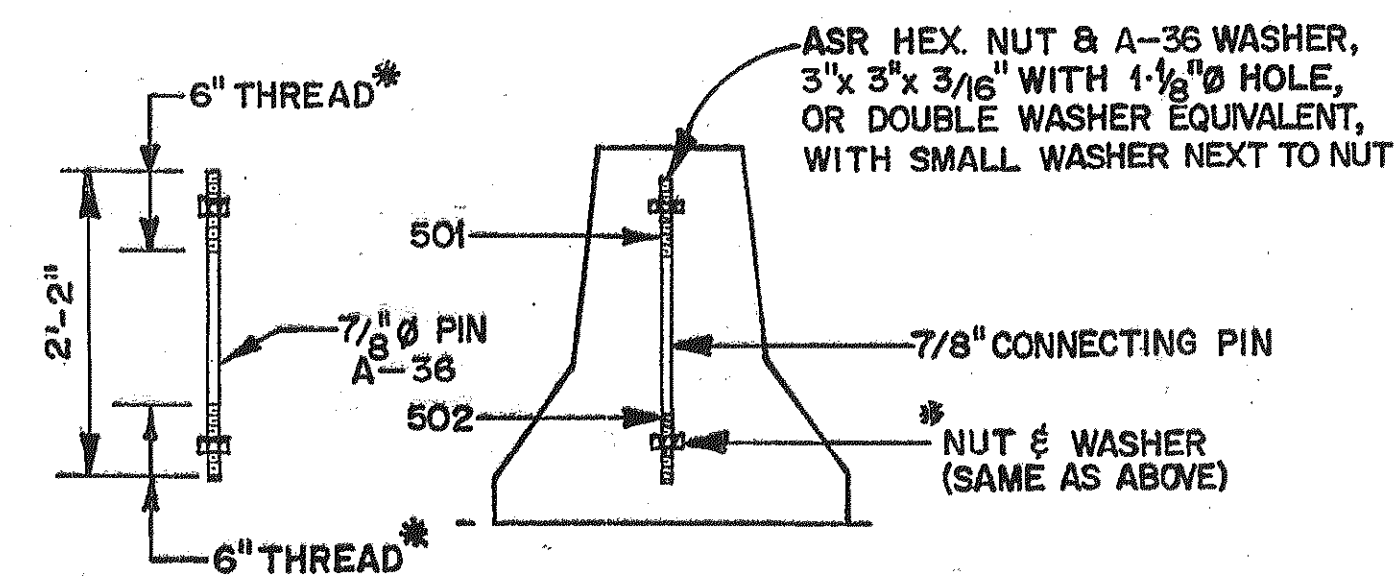 6" THREAD*
2'-2"
7/8" Ø PIN
A-36
6" THREAD*
ASR HEX. NUT & A-36 WASHER,
3" x 3" x 3/16" WITH 1·1/8" Ø HOLE,
OR DOUBLE WASHER EQUIVALENT,
WITH SMALL WASHER NEXT TO NUT
501
7/8" CONNECTING PIN
502
* NUT & WASHER
(SAME AS ABOVE)